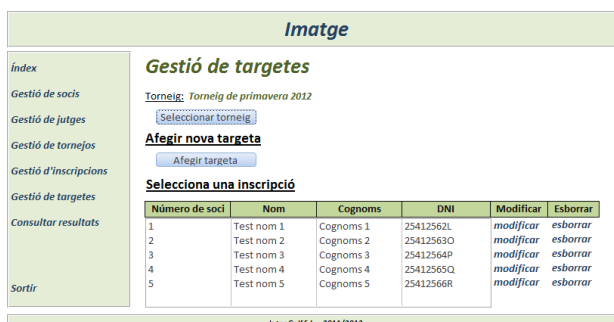 Imatge
Índex
Gestió de socis
Gestió de jutges
Gestió de tornejos
Gestió d'inscripcions
Gestió de targetes
Consultar resultats
Sortir
Gestió de targetes
Torneig: Torneig de primavera 2012
Seleccionar torneig
Afegir nova targeta
Afegir targeta
Selecciona una inscripció
Número de soci Nom Cognoms DNI Modificar Esborrar
1 Test nom 1 Cognoms 1 25412562L modificar esborrar
2 Test nom 2 Cognoms 2 25412563O modificar esborrar
3 Test nom 3 Cognoms 3 25412564P modificar esborrar
4 Test nom 4 Cognoms 4 25412565Q modificar esborrar
5 Test nom 5 Cognoms 5 25412566R modificar esborrar